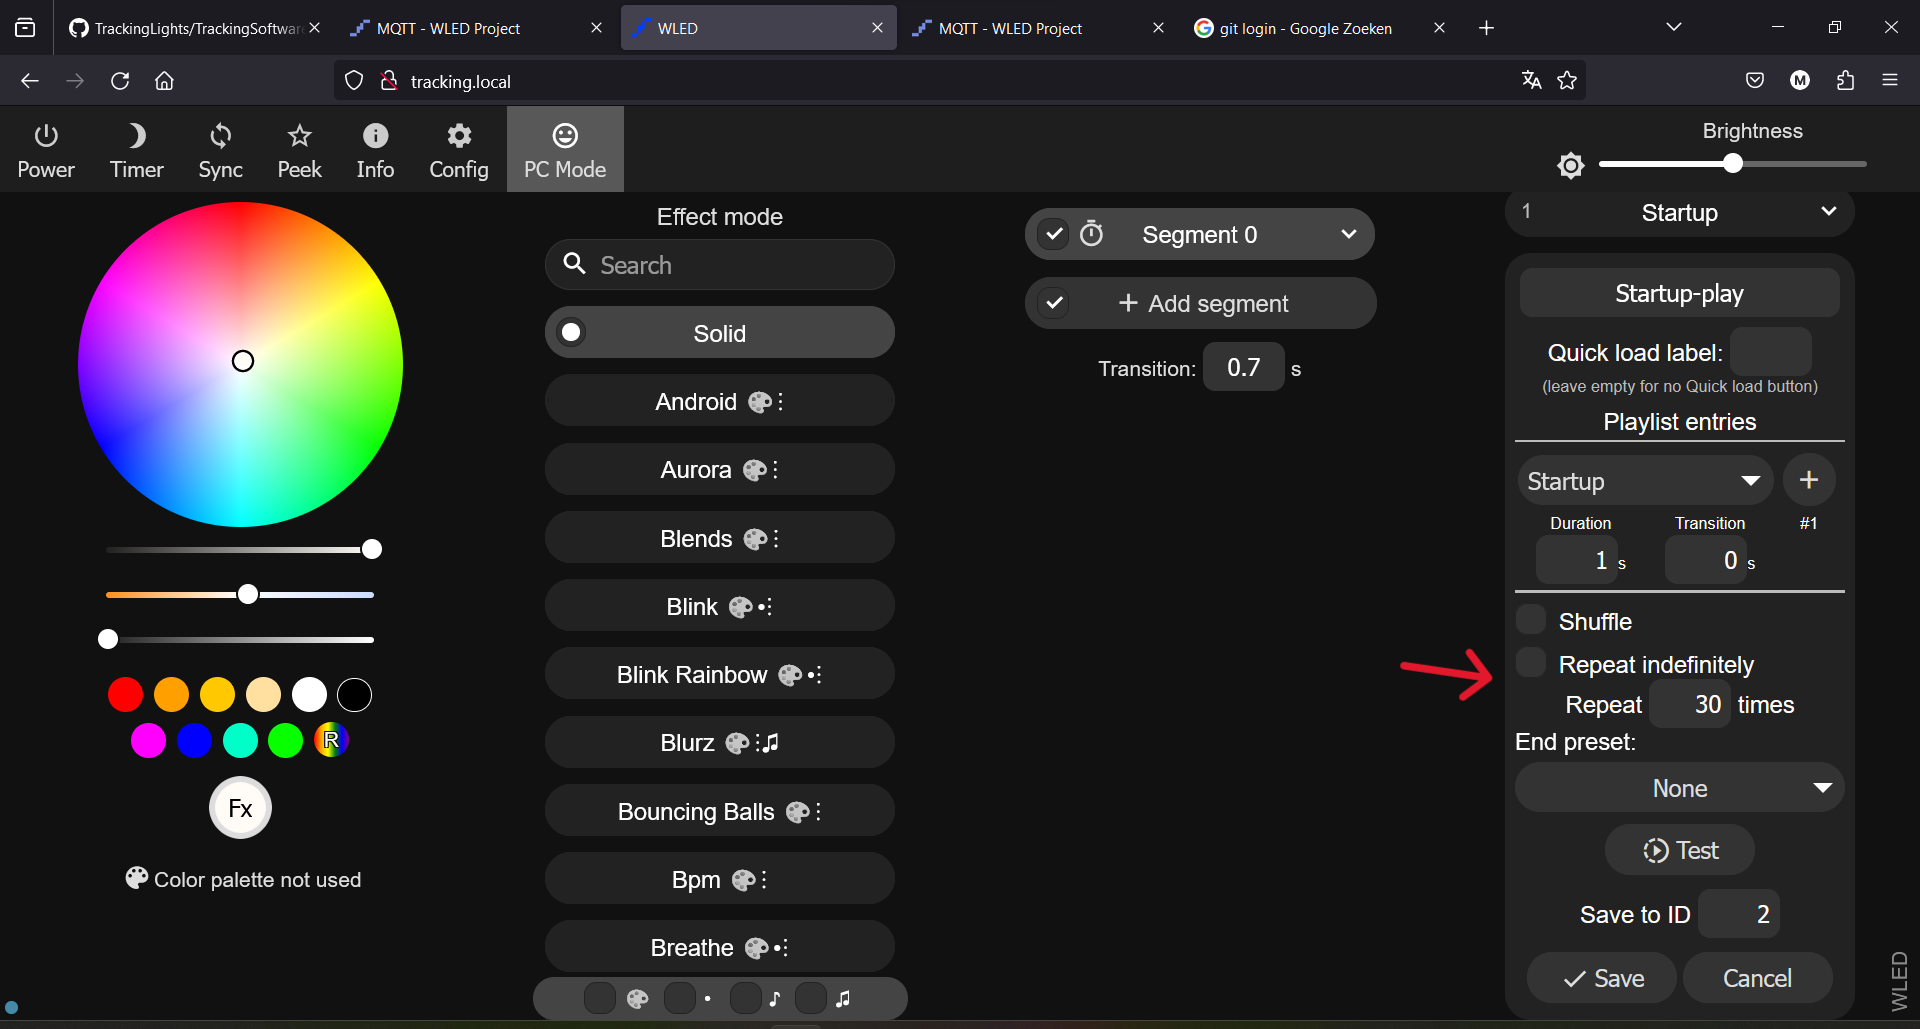 TrackingLights/TrackingSoftware
MQTT - WLED Project
WLED
MQTT - WLED Project
git login - Google Zoeken
tracking.local
M
Power
Timer
Sync
Peek
Info
Config
PC Mode
Brightness
R
Fx
Color palette not used
Effect mode
Search
Solid
Android
Aurora
Blends
Blink
Blink Rainbow
Blurz
Bouncing Balls
Bpm
Breathe
Segment 0
+ Add segment
Transition: 0.7 s
1 Startup
Startup-play
Quick load label:
(leave empty for no Quick load button)
Playlist entries
Startup +
Duration Transition #1
1 s 0 s
Shuffle
Repeat indefinitely
Repeat 30 times
End preset:
None
Test
Save to ID 2
Save Cancel
WLED